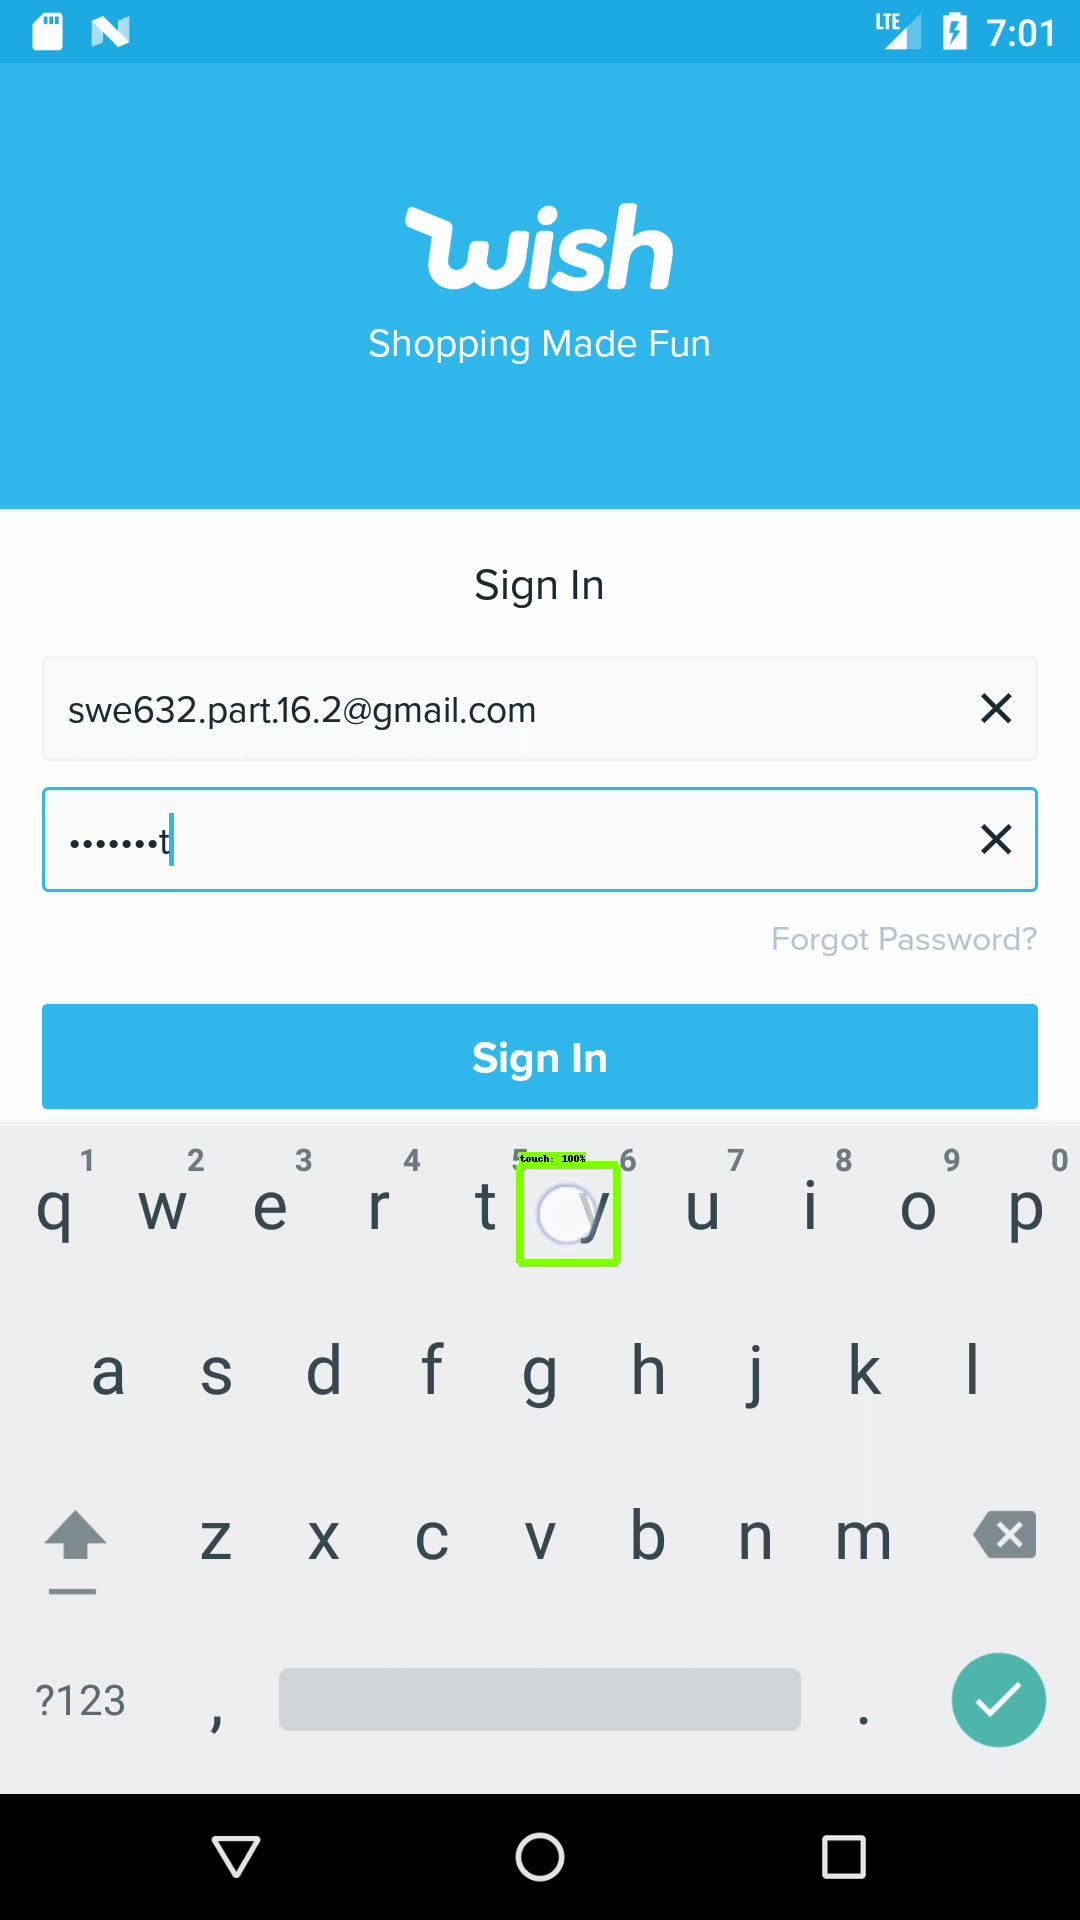 LTE 7:01
wish
Shopping Made Fun
Sign In
swe632.part.16.2@gmail.com
•••••••t
Forgot Password?
Sign In
touch: 100%
1 2 3 4 5 6 7 8 9 0
q w e r t y u i o p
a s d f g h j k l
z x c v b n m
?123 , .